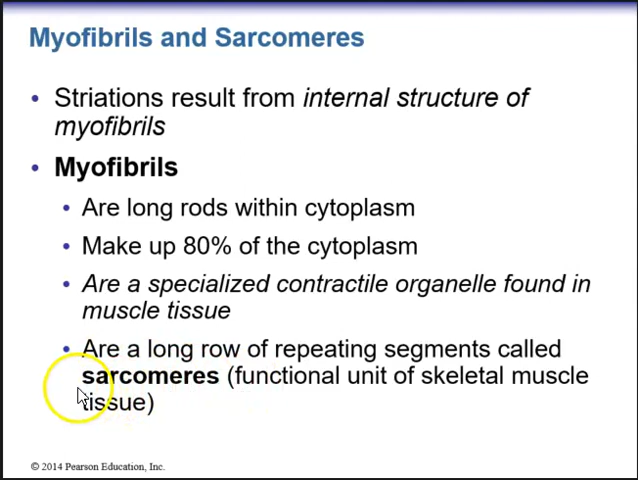 Myofibrils and Sarcomeres
• Striations result from internal structure of
myofibrils
• Myofibrils
• Are long rods within cytoplasm
• Make up 80% of the cytoplasm
• Are a specialized contractile organelle found in
muscle tissue
• Are a long row of repeating segments called
sarcomeres (functional unit of skeletal muscle
tissue)
© 2014 Pearson Education, Inc.